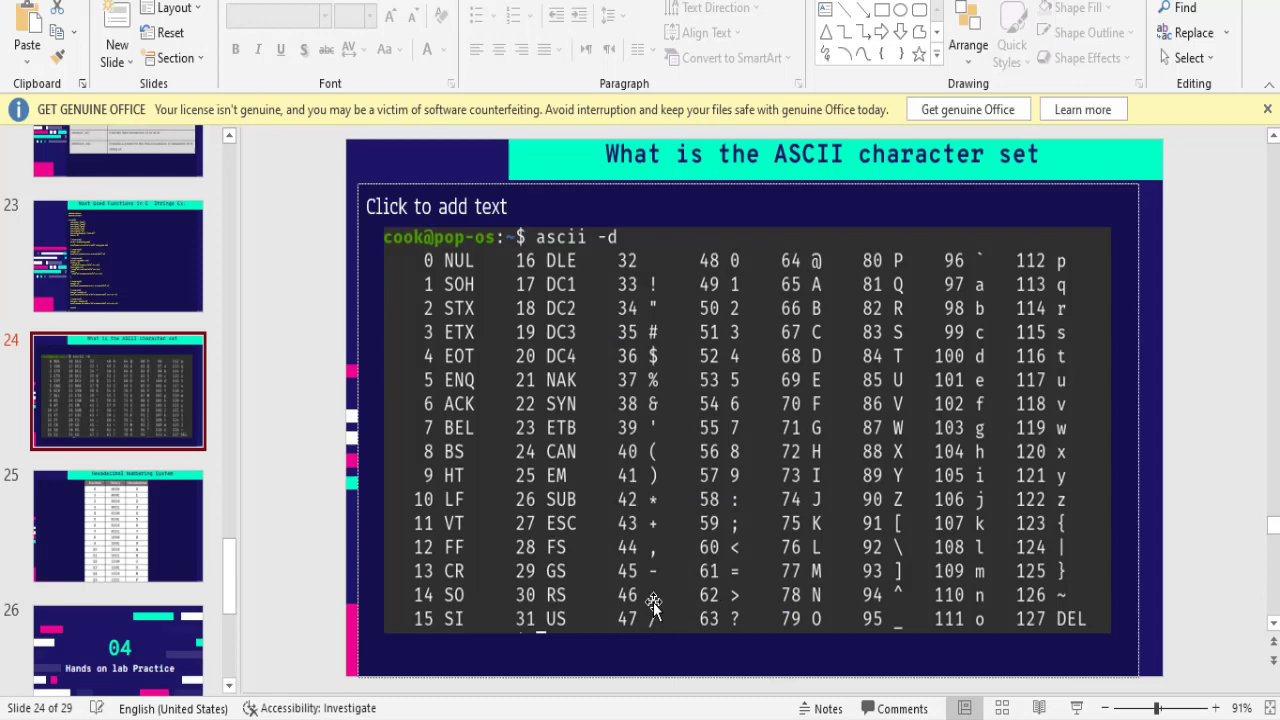 Layout
Reset
Paste
New
Slide
Section
Text Direction
Align Text
Convert to SmartArt
Arrange
Quick
Styles
Shape Fill
Shape Outline
Shape Effects
Find
Replace
Select
Clipboard
Slides
Font
Paragraph
Drawing
Editing
GET GENUINE OFFICE Your license isn't genuine, and you may be a victim of software counterfeiting. Avoid interruption and keep your files safe with genuine Office today. Get genuine Office Learn more
23
24
What is the ASCII character set
25
Hexadecimal Numbering System
26
04
Hands on lab Practice
What is the ASCII character set
Click to add text
cook@pop-os:~$ ascii -d
0 NUL 16 DLE 32 48 0 64 @ 80 P 96 ` 112 p
1 SOH 17 DC1 33 ! 49 1 65 A 81 Q 97 a 113 q
2 STX 18 DC2 34 " 50 2 66 B 82 R 98 b 114 r
3 ETX 19 DC3 35 # 51 3 67 C 83 S 99 c 115 s
4 EOT 20 DC4 36 $ 52 4 68 D 84 T 100 d 116 t
5 ENQ 21 NAK 37 % 53 5 69 E 85 U 101 e 117 u
6 ACK 22 SYN 38 & 54 6 70 F 86 V 102 f 118 v
7 BEL 23 ETB 39 ' 55 7 71 G 87 W 103 g 119 w
8 BS 24 CAN 40 ( 56 8 72 H 88 X 104 h 120 x
9 HT 25 EM 41 ) 57 9 73 I 89 Y 105 i 121 y
10 LF 26 SUB 42 * 58 : 74 J 90 Z 106 j 122 z
11 VT 27 ESC 43 + 59 ; 75 K 91 [ 107 k 123 {
12 FF 28 FS 44 , 60 < 76 L 92 \ 108 l 124 |
13 CR 29 GS 45 - 61 = 77 M 93 ] 109 m 125 }
14 SO 30 RS 46 62 > 78 N 94 ^ 110 n 126 ~
15 SI 31 US 47 / 79 O 95 _ 111 o 127 DEL
Slide 24 of 29 English (United States) Accessibility: Investigate Notes Comments 91%